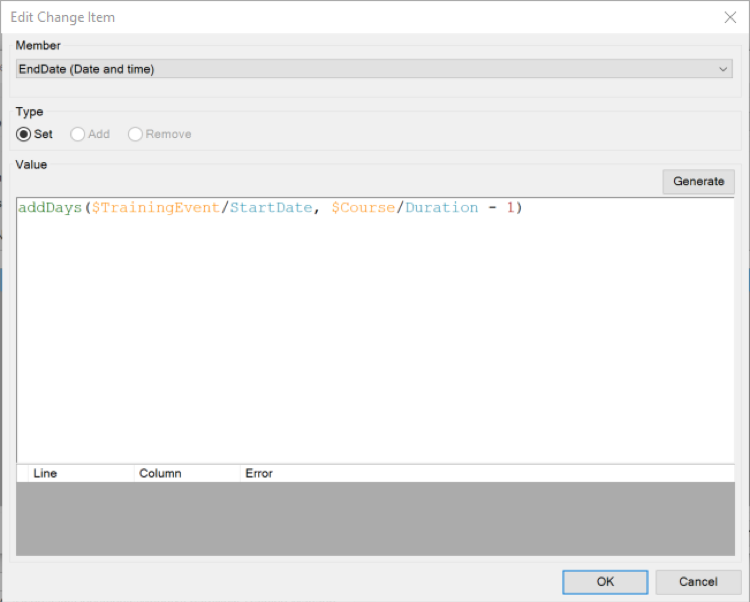 Edit Change Item
Member
EndDate (Date and time)
Type
Set Add Remove
Value
Generate
addDays($TrainingEvent/StartDate, $Course/Duration - 1)
Line Column Error
OK Cancel